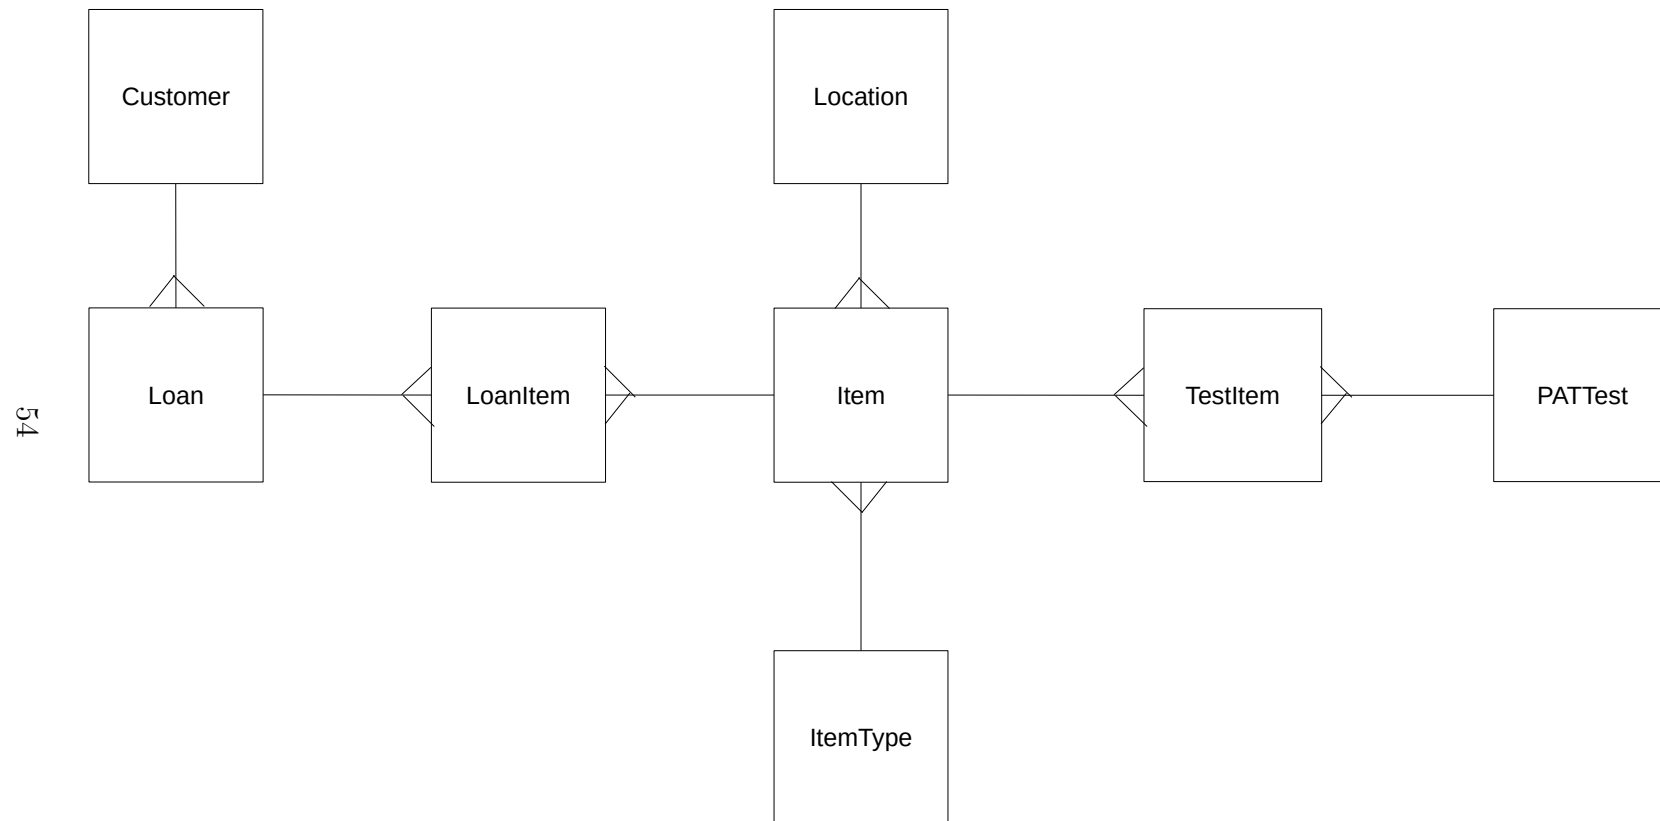 Customer
Location
Loan
LoanItem
Item
TestItem
PATTest
ItemType
54